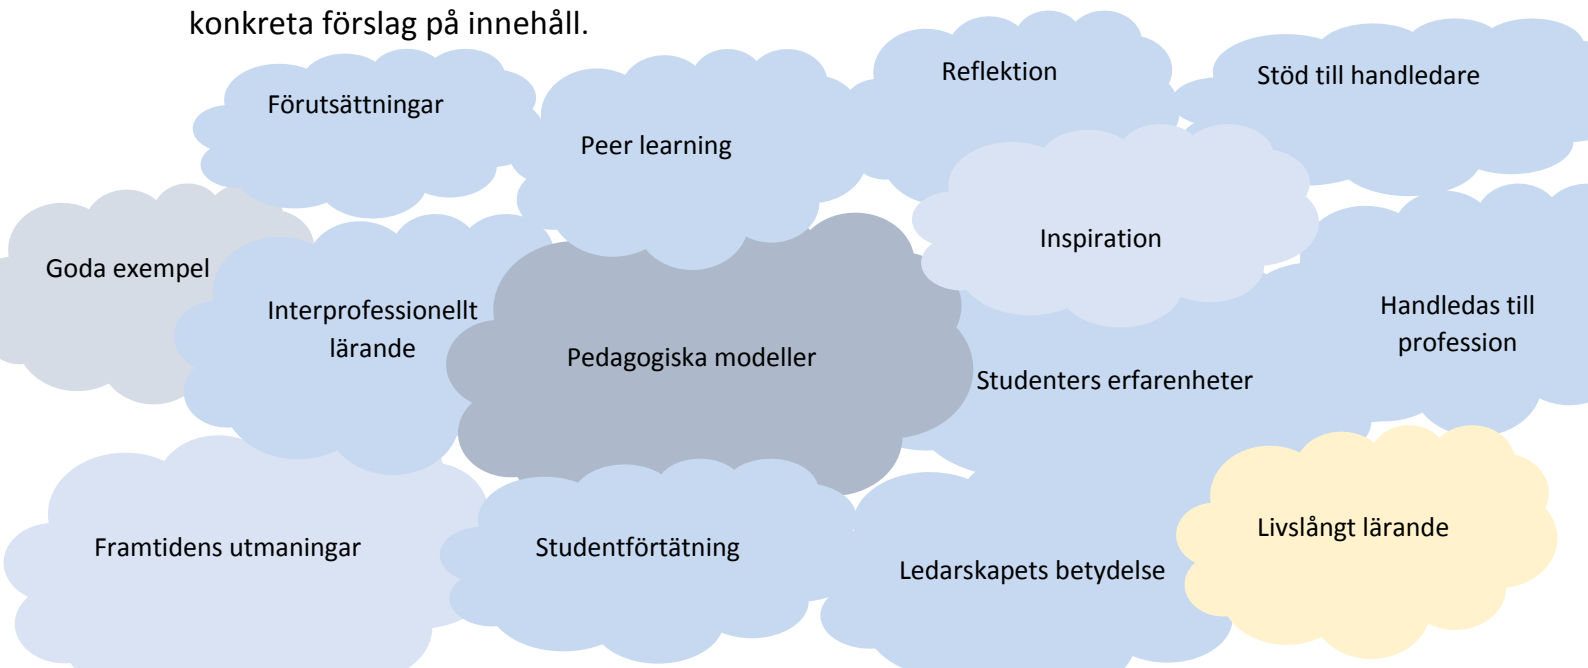 konkreta förslag på innehåll.
Förutsättningar
Peer learning
Reflektion
Stöd till handledare
Goda exempel
Interprofessionellt
lärande
Pedagogiska modeller
Inspiration
Studenters erfarenheter
Handledas till
profession
Framtidens utmaningar
Studentförtätning
Ledarskapets betydelse
Livslångt lärande